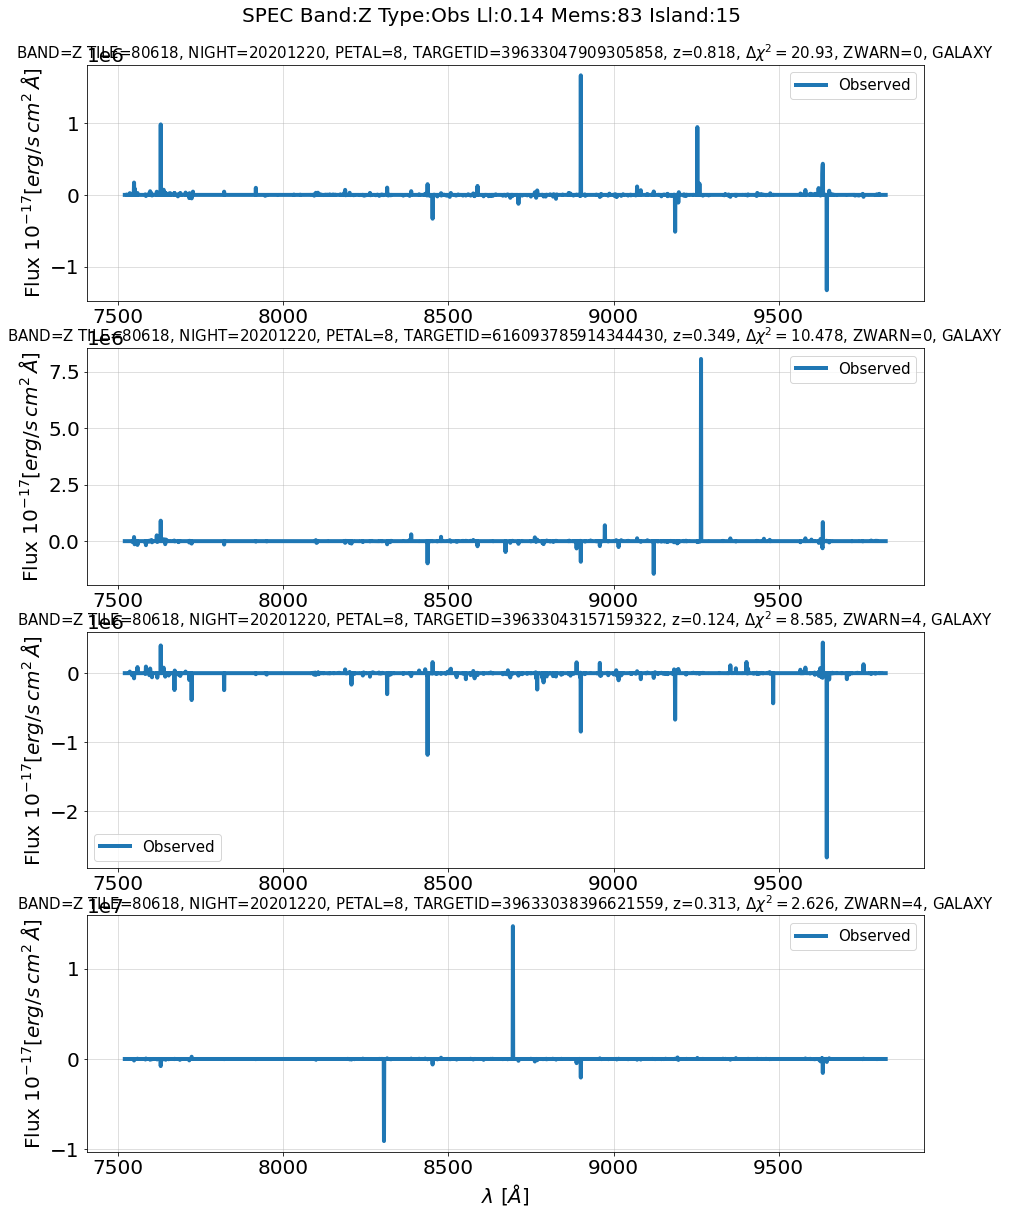 SPEC Band:Z Type:Obs Ll:0.14 Mems:83 Island:15
BAND=Z TILE=80618, NIGHT=20201220, PETAL=8, TARGETID=39633047909305858, z=0.818, Δχ² = 20.93, ZWARN=0, GALAXY
1e6
Observed
1
0
−1
Flux 10⁻¹⁷[erg/s cm² Å]
7500 8000 8500 9000 9500
BAND=Z TILE=80618, NIGHT=20201220, PETAL=8, TARGETID=616093785914344430, z=0.349, Δχ² = 10.478, ZWARN=0, GALAXY
1e6
Observed
7.5
5.0
2.5
0.0
Flux 10⁻¹⁷[erg/s cm² Å]
7500 8000 8500 9000 9500
BAND=Z TILE=80618, NIGHT=20201220, PETAL=8, TARGETID=39633043157159322, z=0.124, Δχ² = 8.585, ZWARN=4, GALAXY
1e6
0
−1
−2
Flux 10⁻¹⁷[erg/s cm² Å]
Observed
7500 8000 8500 9000 9500
BAND=Z TILE=80618, NIGHT=20201220, PETAL=8, TARGETID=39633038396621559, z=0.313, Δχ² = 2.626, ZWARN=4, GALAXY
1e7
Observed
1
0
−1
Flux 10⁻¹⁷[erg/s cm² Å]
7500 8000 8500 9000 9500
λ [Å]